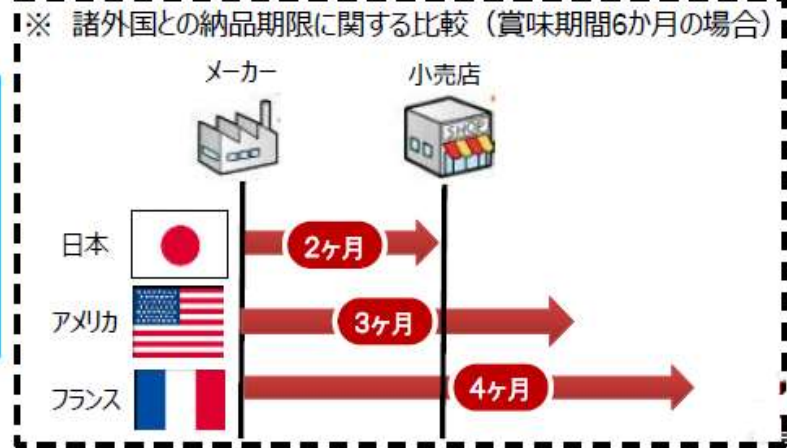 ※ 諸外国との納品期限に関する比較（賞味期間6か月の場合）
メーカー 小売店
SHOP
日本 2ヶ月
アメリカ 3ヶ月
フランス 4ヶ月